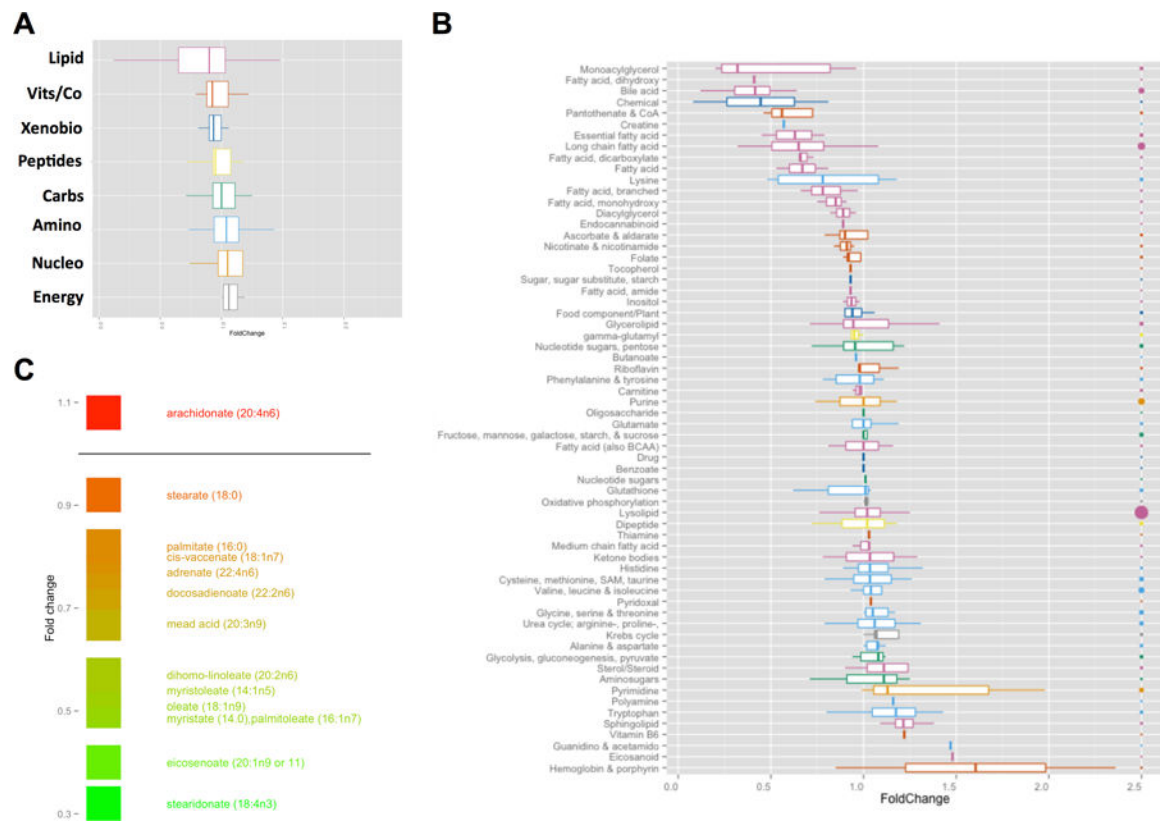 A
Lipid
Vits/Co
Xenobio
Peptides
Carbs
Amino
Nucleo
Energy
0.0 0.5 1.0 1.5 2.0
FoldChange
B
Monoacylglycerol
Fatty acid, dihydroxy
Bile acid
Chemical
Pantothenate & CoA
Creatine
Essential fatty acid
Long chain fatty acid
Fatty acid, dicarboxylate
Fatty acid
Lysine
Fatty acid, branched
Fatty acid, monohydroxy
Diacylglycerol
Endocannabinoid
Ascorbate & aldarate
Nicotinate & nicotinamide
Folate
Tocopherol
Sugar, sugar substitute, starch
Fatty acid, amide
Inositol
Food component/Plant
Glycerolipid
gamma-glutamyl
Nucleotide sugars, pentose
Butanoate
Riboflavin
Phenylalanine & tyrosine
Carnitine
Purine
Oligosaccharide
Glutamate
Fructose, mannose, galactose, starch, & sucrose
Fatty acid (also BCAA)
Drug
Benzoate
Nucleotide sugars
Glutathione
Oxidative phosphorylation
Lysolipid
Dipeptide
Thiamine
Medium chain fatty acid
Ketone bodies
Histidine
Cysteine, methionine, SAM, taurine
Valine, leucine & isoleucine
Pyridoxal
Glycine, serine & threonine
Urea cycle; arginine-, proline-,
Krebs cycle
Alanine & aspartate
Glycolysis, gluconeogenesis, pyruvate
Sterol/Steroid
Aminosugars
Pyrimidine
Polyamine
Tryptophan
Sphingolipid
Vitamin B6
Guanidino & acetamido
Eicosanoid
Hemoglobin & porphyrin
0.0 0.5 1.0 1.5 2.0 2.5
FoldChange
C
Fold change
1.1
0.9
0.7
0.5
0.3
arachidonate (20:4n6)
stearate (18:0)
palmitate (16:0)
cis-vaccenate (18:1n7)
adrenate (22:4n6)
docosadienoate (22:2n6)
mead acid (20:3n9)
dihomo-linoleate (20:2n6)
myristoleate (14:1n5)
oleate (18:1n9)
myristate (14.0),palmitoleate (16:1n7)
eicosenoate (20:1n9 or 11)
stearidonate (18:4n3)